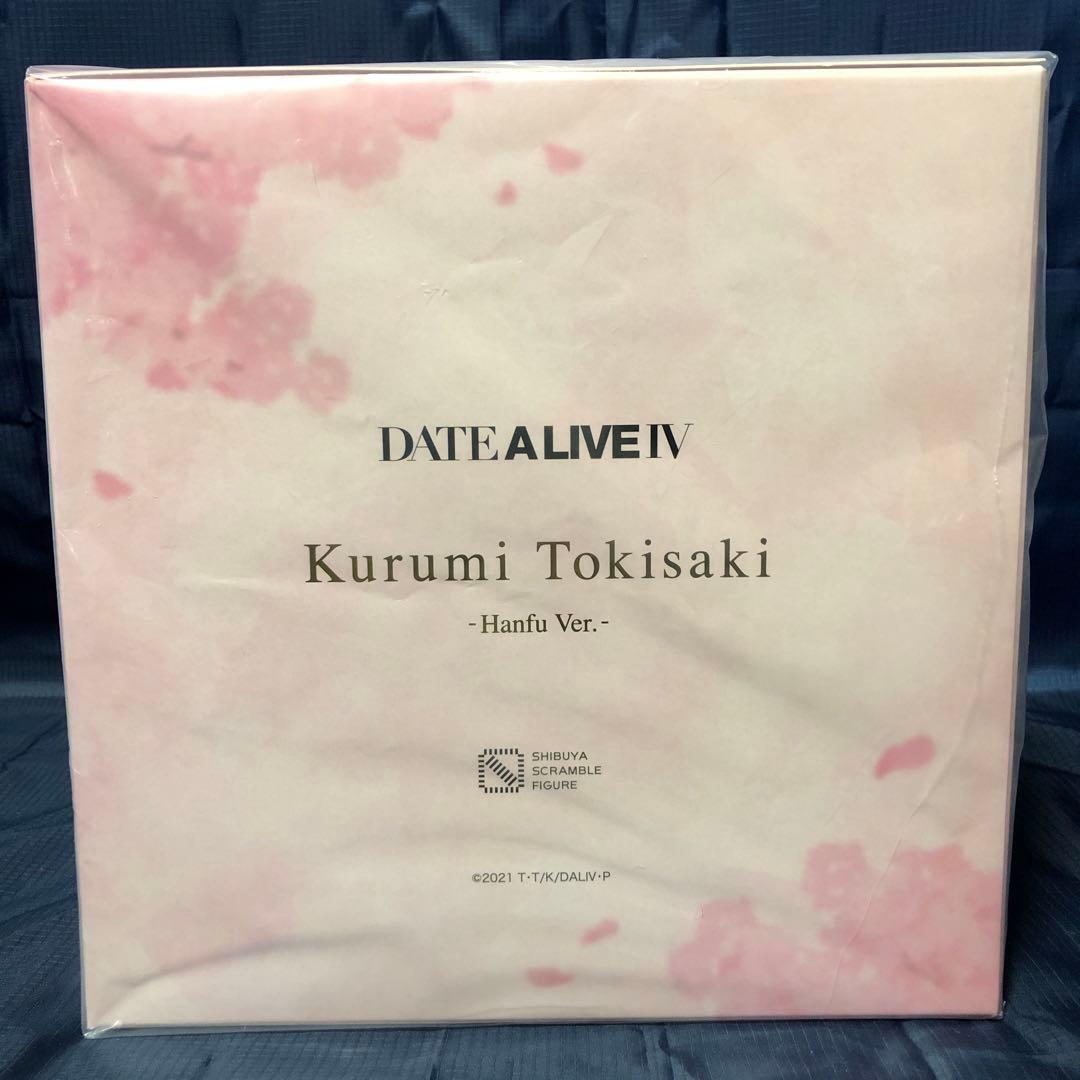 DATE A LIVE IV
Kurumi Tokisaki
-Hanfu Ver.-
SHIBUYA
SCRAMBLE
FIGURE
©2021 T・T/K/DALIV・P